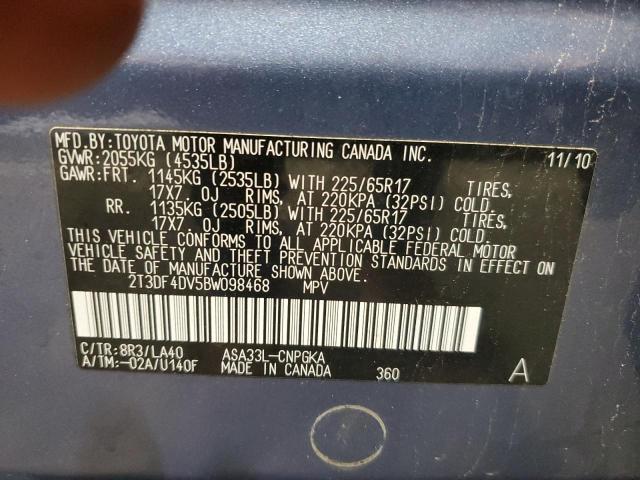 MFD.BY:TOYOTA MOTOR MANUFACTURING CANADA INC. 11/10
GVWR:2055KG (4535LB)
GAWR:FRT. 1145KG (2535LB) WITH 225/65R17 TIRES,
17X7 0J RIMS, AT 220KPA (32PSI) COLD.
RR. 1135KG (2505LB) WITH 225/65R17 TIRES,
17X7 0J RIMS, AT 220KPA (32PSI) COLD.
THIS VEHICLE CONFORMS TO ALL APPLICABLE FEDERAL MOTOR
VEHICLE SAFETY AND THEFT PREVENTION STANDARDS IN EFFECT
ON THE DATE OF MANUFACTURE SHOWN ABOVE.
2T3DF4DV5BW098468 MPV
C/TR:8R3/LA40 ASA33L-CNPGKA
A/TM:-02A/U140F MADE IN CANADA 360 A